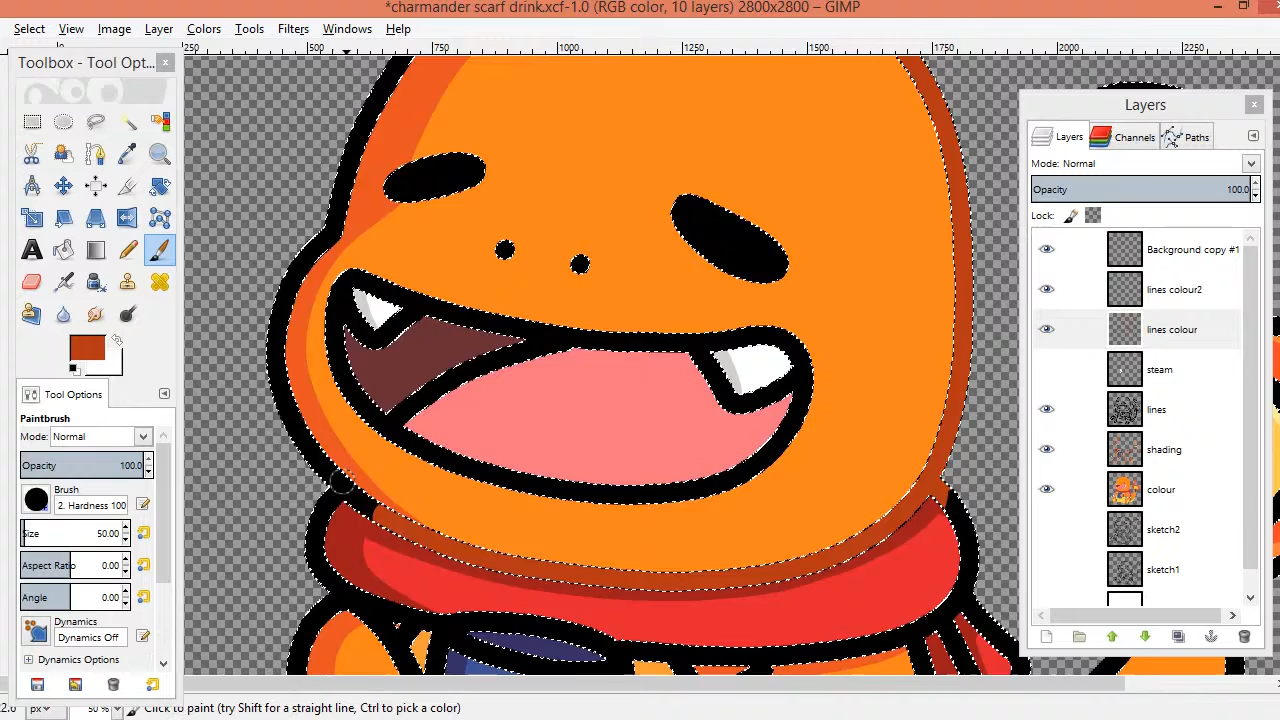 *charmander scarf drink.xcf-1.0 (RGB color, 10 layers) 2800x2800 – GIMP
Select View Image Layer Colors Tools Filters Windows Help
250 500 750 1000 1250 1500 1750 2000 2250
Toolbox - Tool Opt...
Layers
Layers Channels Paths
Mode: Normal
Opacity 100.0
Lock:
Background copy #1
lines colour2
lines colour
steam
lines
shading
colour
sketch2
sketch1
Tool Options
Paintbrush
Mode: Normal
Opacity 100.0
Brush
2. Hardness 100
Size 50.00
Aspect Ratio 0.00
Angle 0.00
Dynamics
Dynamics Off
Dynamics Options
22.0 px 50 % Click to paint (try Shift for a straight line, Ctrl to pick a color)